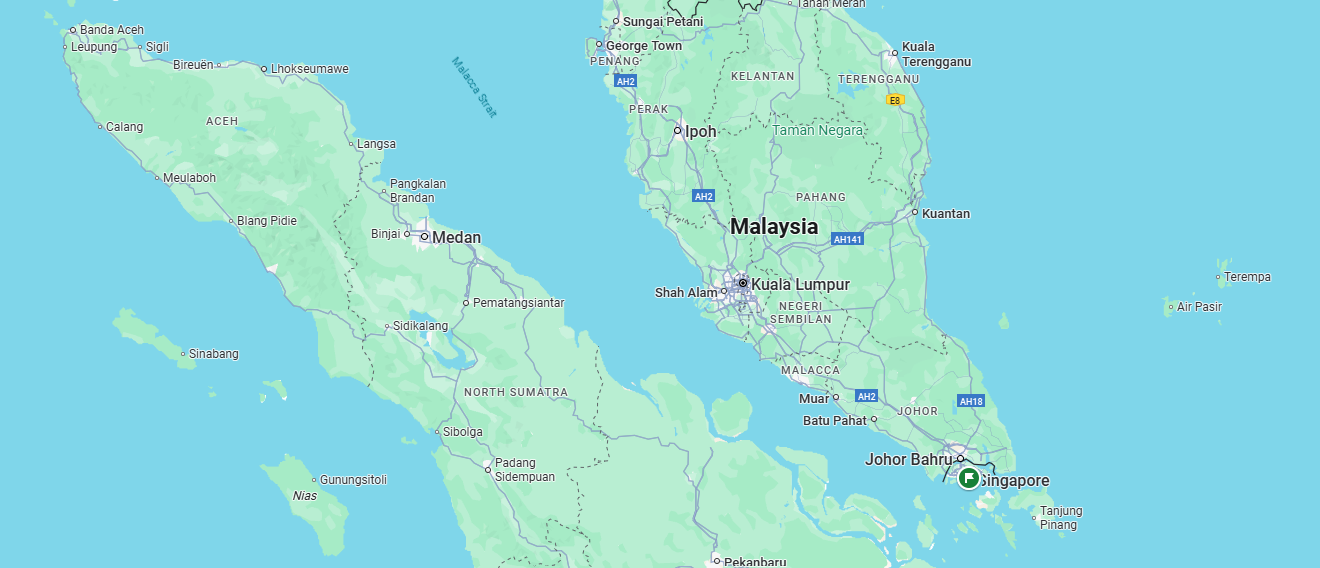 Tanah Merah
Sungai Petani
Banda Aceh
Leupung
Sigli
George Town
Kuala
Terengganu
PENANG
Bireuën
Lhokseumawe
Malacca Strait
KELANTAN
TERENGGANU
AH2
E8
PERAK
ACEH
Calang
Ipoh
Taman Negara
Langsa
Meulaboh
Pangkalan
Brandan
AH2
PAHANG
Blang Pidie
Kuantan
Malaysia
Binjai
Medan
AH141
Terempa
Kuala Lumpur
Shah Alam
Pematangsiantar
NEGERI
SEMBILAN
Air Pasir
Sidikalang
Sinabang
MALACCA
NORTH SUMATRA
Muar
AH2
AH18
JOHOR
Batu Pahat
Sibolga
Johor Bahru
Padang
Sidempuan
Gunungsitoli
Singapore
Nias
Tanjung
Pinang
Pekanbaru